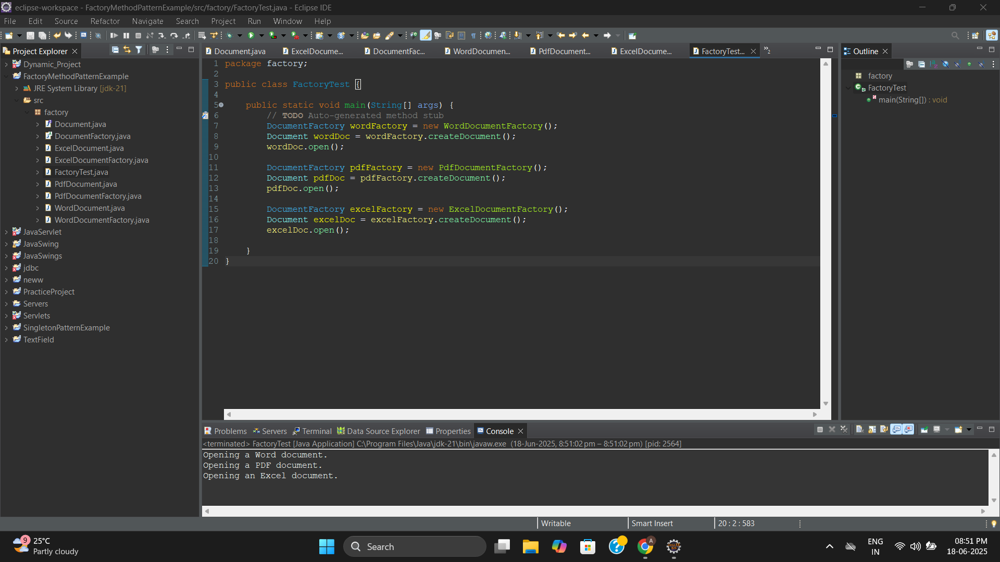 eclipse-workspace - FactoryMethodPatternExample/src/factory/FactoryTest.java - Eclipse IDE
File Edit Source Refactor Navigate Search Project Run Window Help
Project Explorer
Dynamic_Project
FactoryMethodPatternExample
JRE System Library [jdk-21]
src
factory
Document.java
DocumentFactory.java
ExcelDocument.java
ExcelDocumentFactory.java
FactoryTest.java
PdfDocument.java
PdfDocumentFactory.java
WordDocument.java
WordDocumentFactory.java
JavaServlet
JavaSwing
JavaSwings
jdbc
neww
PracticeProject
Servers
Servlets
SingletonPatternExample
TextField
Document.java ExcelDocume... DocumentFac... WordDocumen... PdfDocument... ExcelDocume... FactoryTest... »2
1 package factory;
2
3 public class FactoryTest {
4
5 public static void main(String[] args) {
6 // TODO Auto-generated method stub
7 DocumentFactory wordFactory = new WordDocumentFactory();
8 Document wordDoc = wordFactory.createDocument();
9 wordDoc.open();
10
11 DocumentFactory pdfFactory = new PdfDocumentFactory();
12 Document pdfDoc = pdfFactory.createDocument();
13 pdfDoc.open();
14
15 DocumentFactory excelFactory = new ExcelDocumentFactory();
16 Document excelDoc = excelFactory.createDocument();
17 excelDoc.open();
18
19 }
20 }
Outline
factory
FactoryTest
main(String[]) : void
Problems Servers Terminal Data Source Explorer Properties Console
<terminated> FactoryTest [Java Application] C:\Program Files\Java\jdk-21\bin\javaw.exe (18-Jun-2025, 8:51:02 pm – 8:51:02 pm) [pid: 2564]
Opening a Word document.
Opening a PDF document.
Opening an Excel document.
Writable Smart Insert 20 : 2 : 583
9
25°C
Partly cloudy
Search
A
ENG
IN
08:51 PM
18-06-2025